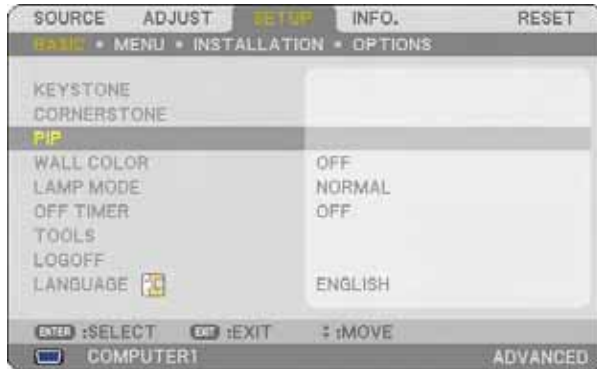 SOURCE ADJUST SETUP INFO. RESET
BASIC • MENU • INSTALLATION • OPTIONS
KEYSTONE
CORNERSTONE
PIP
WALL COLOR OFF
LAMP MODE NORMAL
OFF TIMER OFF
TOOLS
LOGOFF
LANGUAGE ENGLISH
ENTER :SELECT EXIT :EXIT :MOVE
COMPUTER1 ADVANCED